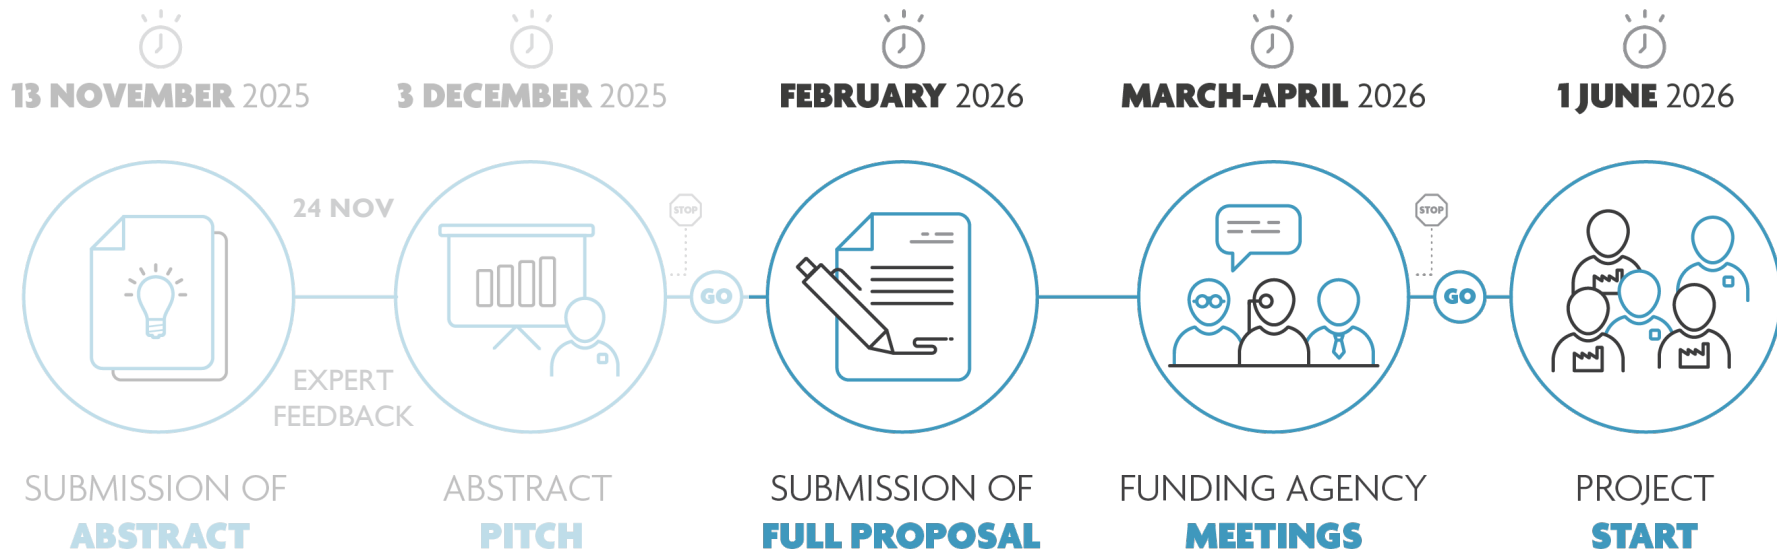 13 NOVEMBER 2025
3 DECEMBER 2025
FEBRUARY 2026
MARCH-APRIL 2026
1 JUNE 2026
24 NOV
EXPERT
FEEDBACK
STOP
GO
STOP
GO
SUBMISSION OF
ABSTRACT
ABSTRACT
PITCH
SUBMISSION OF
FULL PROPOSAL
FUNDING AGENCY
MEETINGS
PROJECT
START